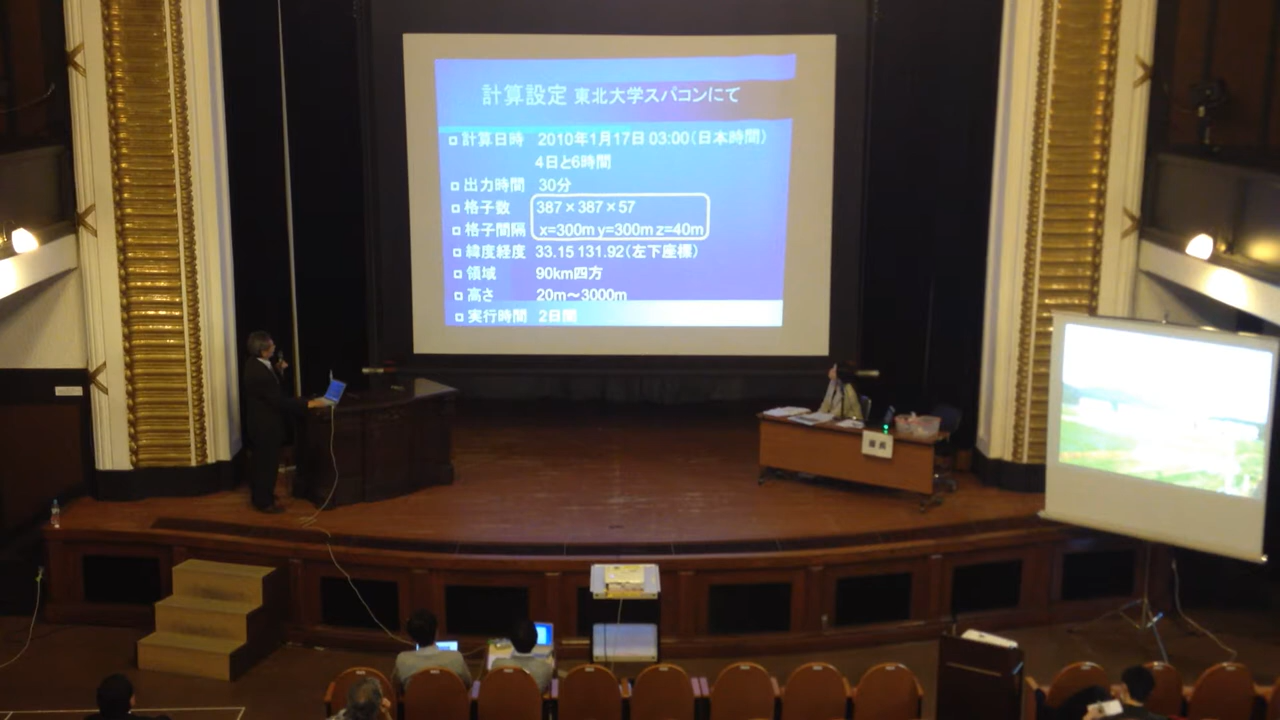 計算設定 東北大学スパコンにて
計算日時 2010年1月17日 03:00(日本時間)
4日と6時間
出力時間 30分
格子数 387×387×57
格子間隔 x=300m y=300m z=40m
緯度経度 33.15 131.92(左下座標)
領域 90km四方
高さ 20m～3000m
実行時間 2日間